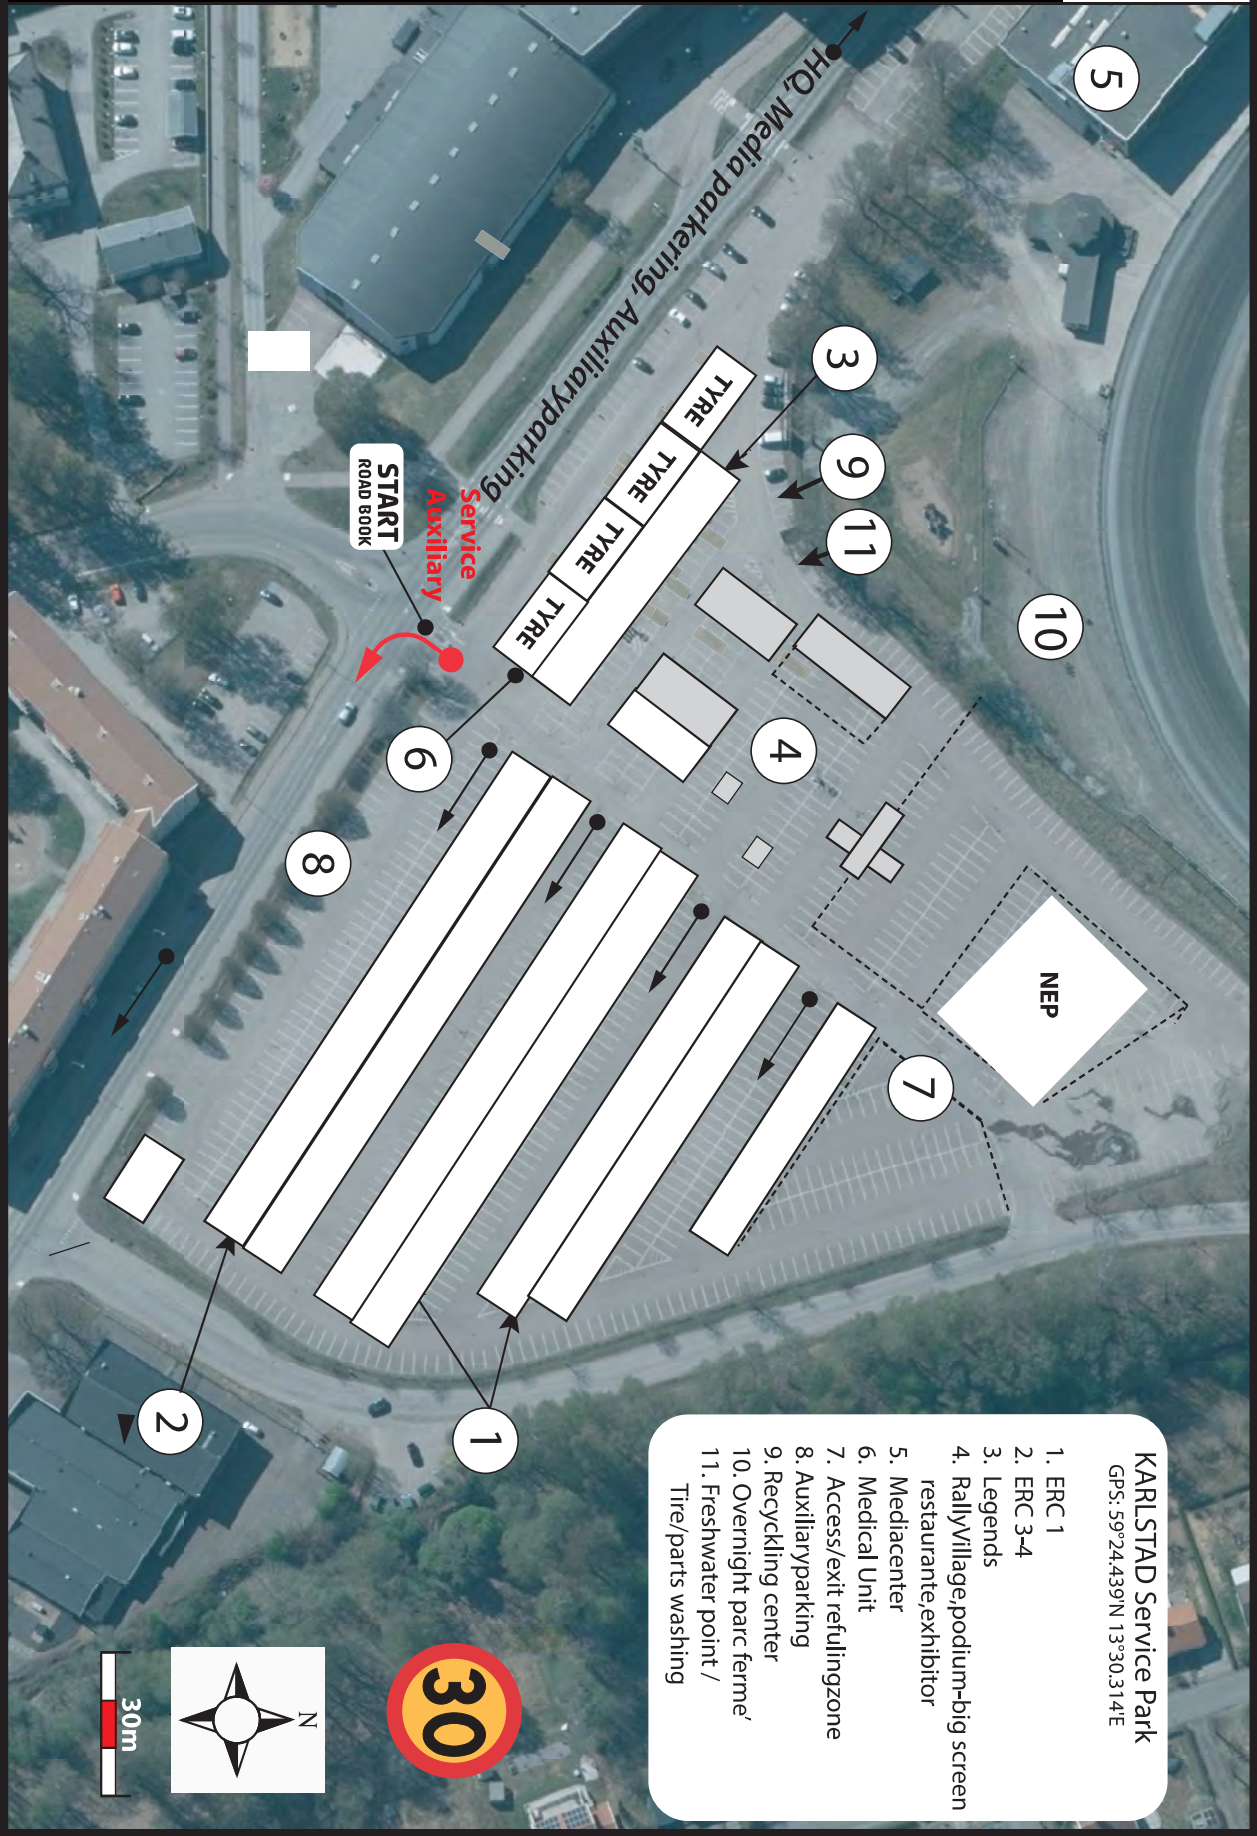 KARLSTAD Service Park
GPS: 59°24.439'N 13°30.314'E
1. ERC 1
2. ERC 3-4
3. Legends
4. RallyVillage,podium-big screen
restaurante,exhibitor
5. Mediacenter
6. Medical Unit
7. Access/exit refulingzone
8. Auxiliaryparking
9. Recyckling center
10. Overnight parc ferme´
11. Freshwater point /
Tire/parts washing
5
HQ, Media parkering, Auxiliaryparking
3
9
11
10
TYRE
TYRE
TYRE
TYRE
START
ROAD BOOK
Service
Auxiliary
6
4
8
NEP
7
2
1
30
N
30m